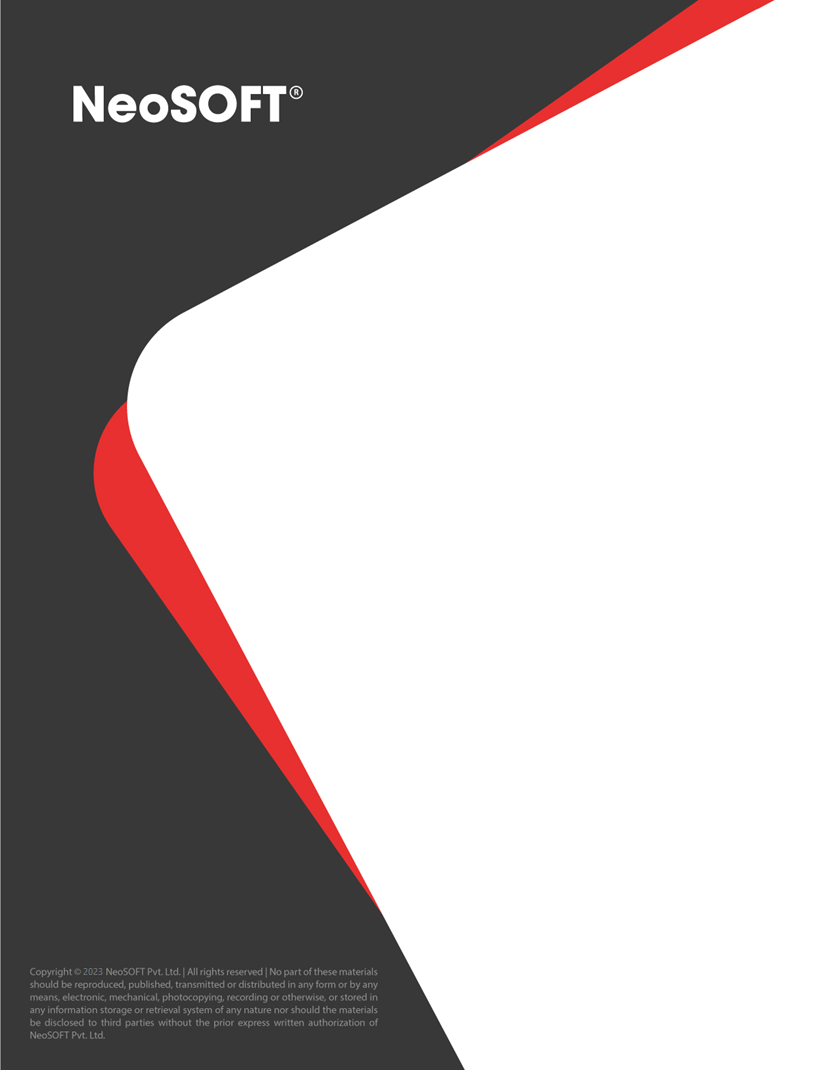 NeoSOFT®
Copyright © 2023 NeoSOFT Pvt. Ltd. | All rights reserved | No part of these materials
should be reproduced, published, transmitted or distributed in any form or by any
means, electronic, mechanical, photocopying, recording or otherwise, or stored in
any information storage or retrieval system of any nature nor should the materials
be disclosed to third parties without the prior express written authorization of
NeoSOFT Pvt. Ltd.